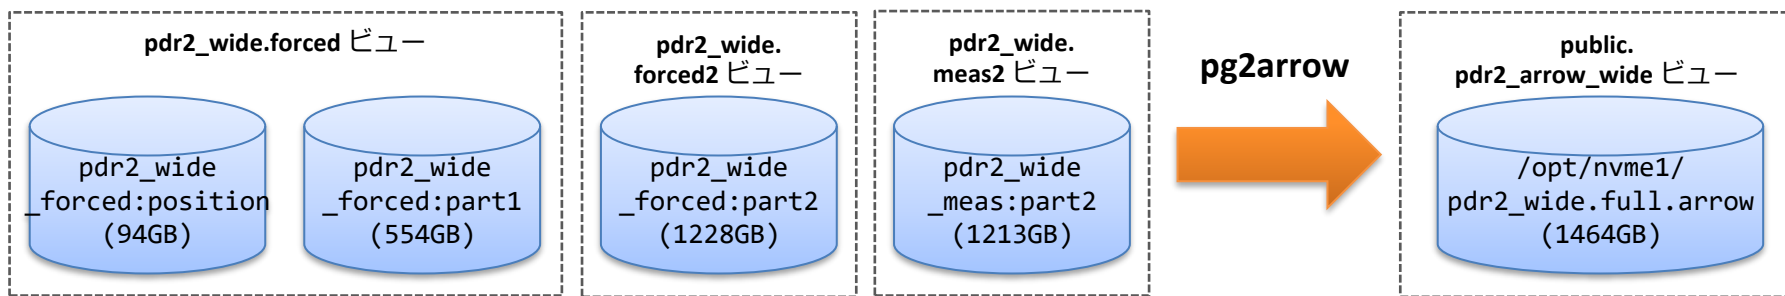 pdr2_wide.forced ビュー
pdr2_wide
_forced:position
(94GB)
pdr2_wide
_forced:part1
(554GB)
pdr2_wide.
forced2 ビュー
pdr2_wide
_forced:part2
(1228GB)
pdr2_wide.
meas2 ビュー
pdr2_wide
_meas:part2
(1213GB)
pg2arrow
public.
pdr2_arrow_wide ビュー
/opt/nvme1/
pdr2_wide.full.arrow
(1464GB)